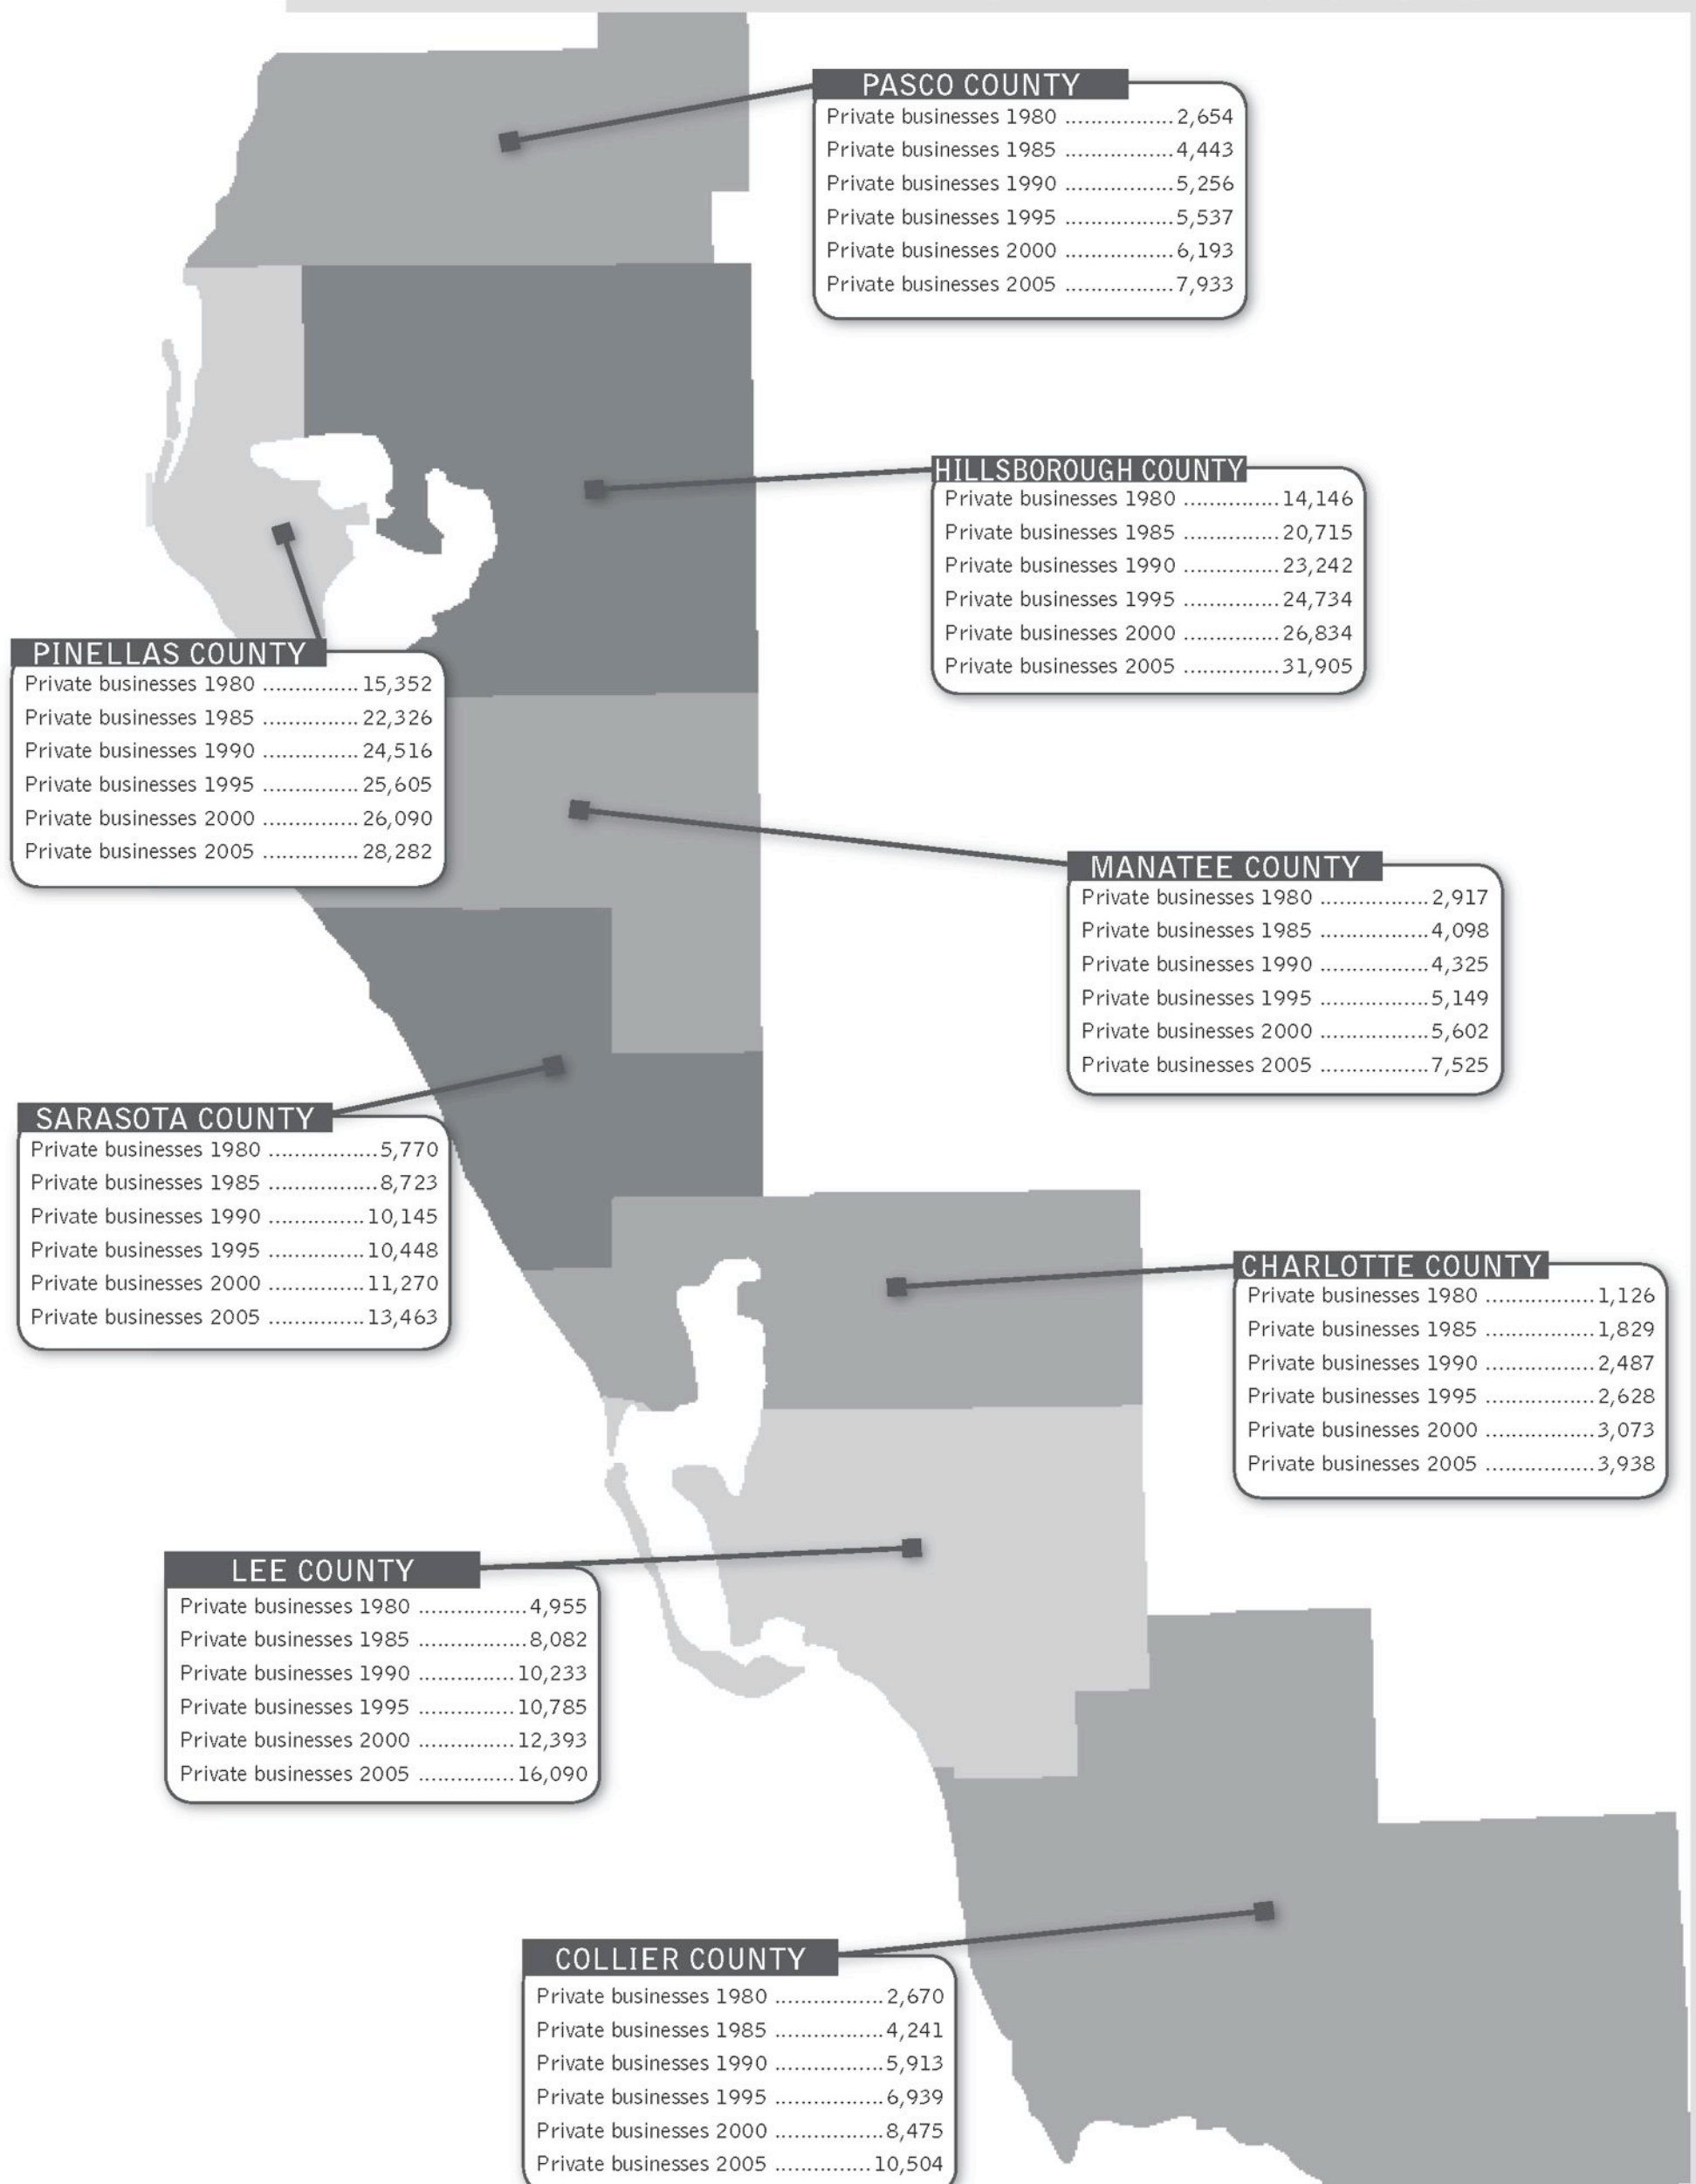 PASCO COUNTY
Private businesses 1980 .................2,654
Private businesses 1985 .................4,443
Private businesses 1990 .................5,256
Private businesses 1995 .................5,537
Private businesses 2000 .................6,193
Private businesses 2005 .................7,933
HILLSBOROUGH COUNTY
Private businesses 1980 ...............14,146
Private businesses 1985 ...............20,715
Private businesses 1990 ...............23,242
Private businesses 1995 ...............24,734
Private businesses 2000 ...............26,834
Private businesses 2005 ...............31,905
PINELLAS COUNTY
Private businesses 1980 ...............15,352
Private businesses 1985 ...............22,326
Private businesses 1990 ...............24,516
Private businesses 1995 ...............25,605
Private businesses 2000 ...............26,090
Private businesses 2005 ...............28,282
MANATEE COUNTY
Private businesses 1980 .................2,917
Private businesses 1985 .................4,098
Private businesses 1990 .................4,325
Private businesses 1995 .................5,149
Private businesses 2000 .................5,602
Private businesses 2005 .................7,525
SARASOTA COUNTY
Private businesses 1980 .................5,770
Private businesses 1985 .................8,723
Private businesses 1990 ...............10,145
Private businesses 1995 ...............10,448
Private businesses 2000 ...............11,270
Private businesses 2005 ...............13,463
CHARLOTTE COUNTY
Private businesses 1980 .................1,126
Private businesses 1985 .................1,829
Private businesses 1990 .................2,487
Private businesses 1995 .................2,628
Private businesses 2000 .................3,073
Private businesses 2005 .................3,938
LEE COUNTY
Private businesses 1980 .................4,955
Private businesses 1985 .................8,082
Private businesses 1990 ...............10,233
Private businesses 1995 ...............10,785
Private businesses 2000 ...............12,393
Private businesses 2005 ...............16,090
COLLIER COUNTY
Private businesses 1980 .................2,670
Private businesses 1985 .................4,241
Private businesses 1990 .................5,913
Private businesses 1995 .................6,939
Private businesses 2000 .................8,475
Private businesses 2005 ...............10,504